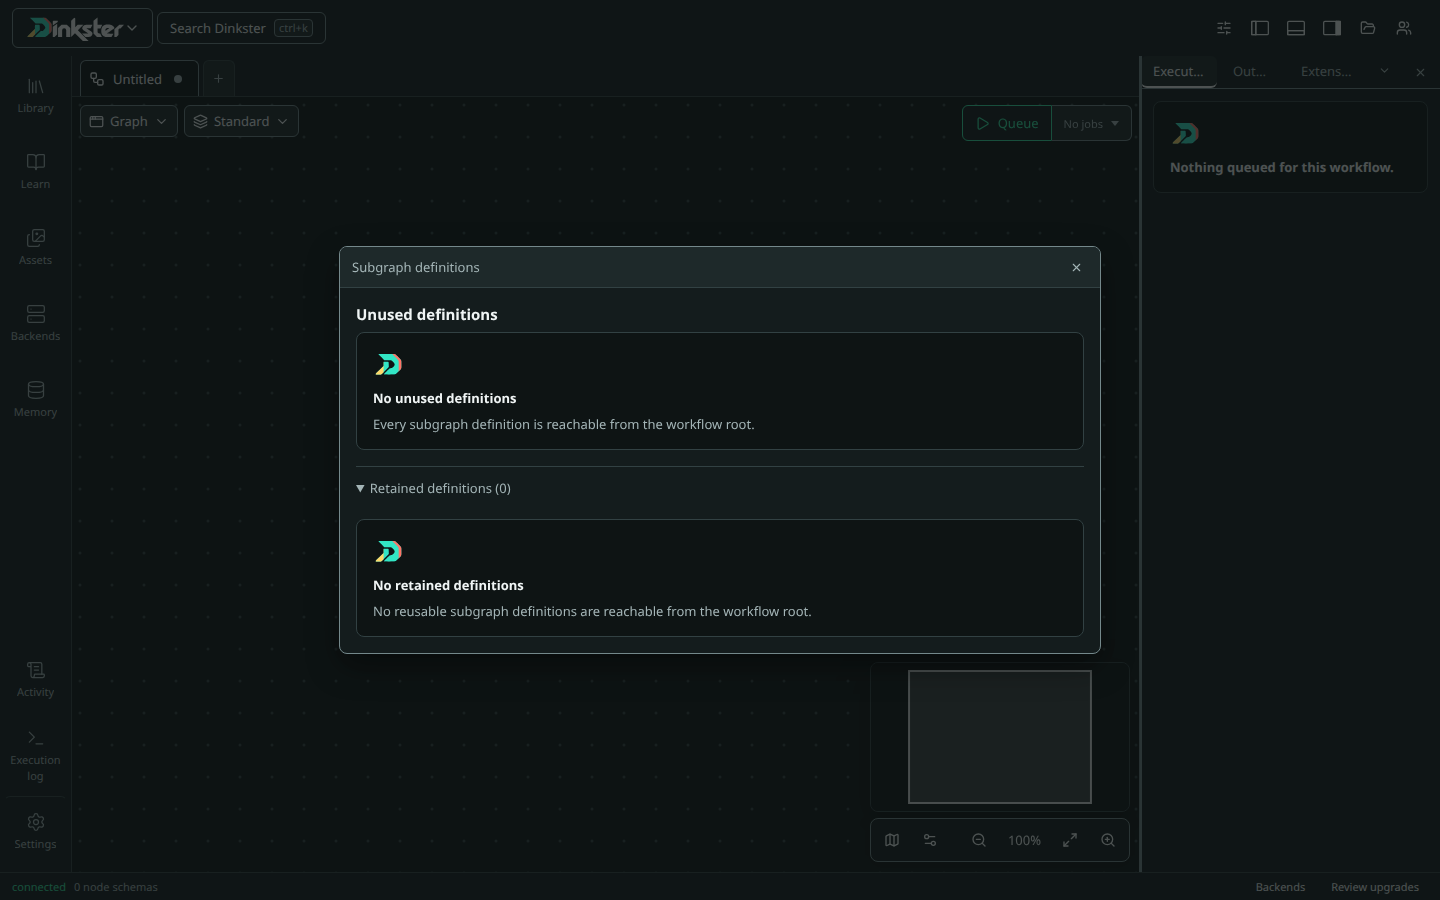 Dinkster
Search Dinkster ctrl+k
Untitled
+
Execut...
Out...
Extens...
Library
Learn
Assets
Backends
Memory
Activity
Execution
log
Settings
Graph
Standard
Queue
No jobs
Nothing queued for this workflow.
Subgraph definitions
Unused definitions
No unused definitions
Every subgraph definition is reachable from the workflow root.
Retained definitions (0)
No retained definitions
No reusable subgraph definitions are reachable from the workflow root.
100%
connected 0 node schemas
Backends
Review upgrades